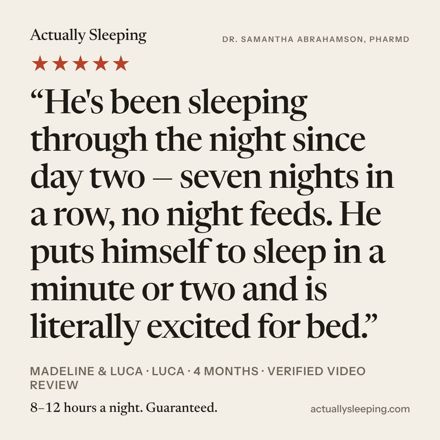 Actually Sleeping
DR. SAMANTHA ABRAHAMSON, PHARMD
“He's been sleeping
through the night since
day two — seven nights in
a row, no night feeds. He
puts himself to sleep in a
minute or two and is
literally excited for bed.”
MADELINE & LUCA · LUCA · 4 MONTHS · VERIFIED VIDEO
REVIEW
8–12 hours a night. Guaranteed.
actuallysleeping.com